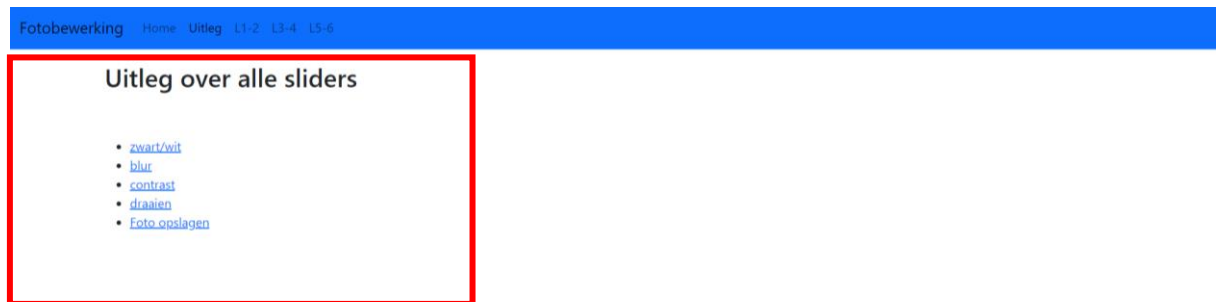 Fotobewerking Home Uitleg L1-2 L3-4 L5-6
Uitleg over alle sliders
zwart/wit
blur
contrast
draaien
Foto opslagen